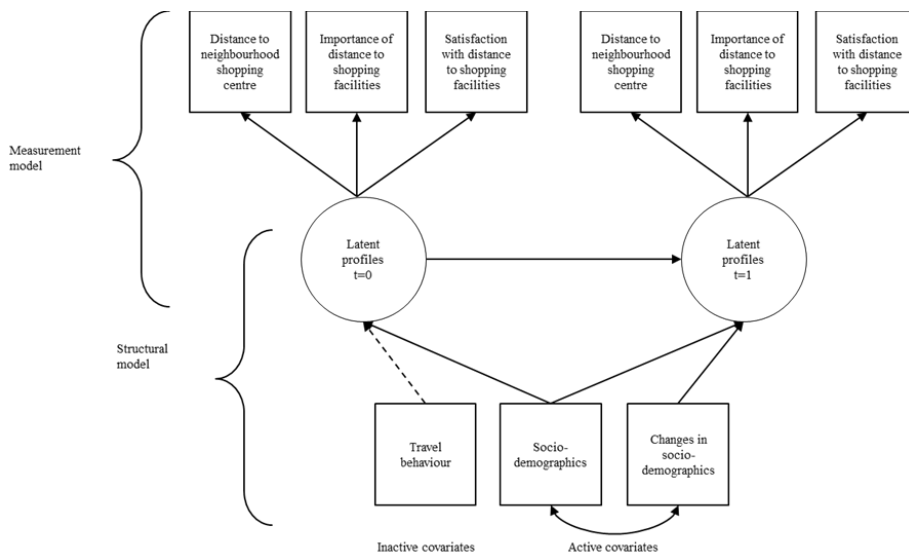 Distance to
neighbourhood
shopping
centre
Importance of
distance to
shopping
facilities
Satisfaction
with distance
to shopping
facilities
Distance to
neighbourhood
shopping
centre
Importance of
distance to
shopping
facilities
Satisfaction
with distance
to shopping
facilities
Measurement
model
Latent
profiles
t=0
Latent
profiles
t=1
Structural
model
Travel
behaviour
Socio-
demographics
Changes in
socio-
demographics
Inactive covariates
Active covariates